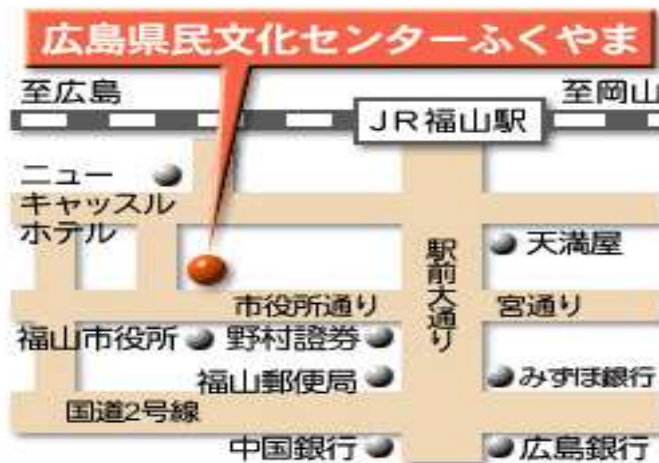 広島県民文化センターふくやま
至広島
至岡山
JR福山駅
ニュー
キャッスル
ホテル
天満屋
駅前大通り
市役所通り
宮通り
福山市役所
野村證券
福山郵便局
みずほ銀行
国道2号線
中国銀行
広島銀行